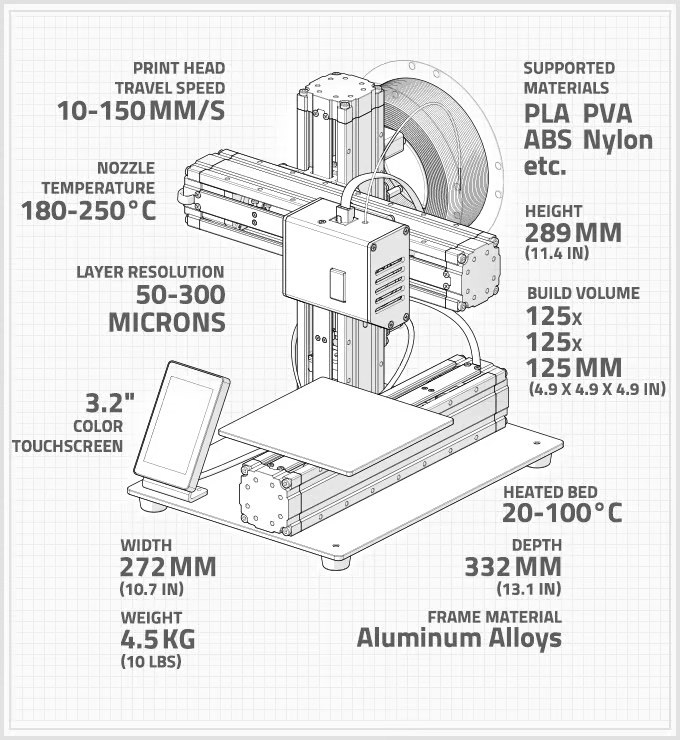 PRINT HEAD
TRAVEL SPEED
10-150 MM/S
NOZZLE
TEMPERATURE
180-250°C
LAYER RESOLUTION
50-300
MICRONS
3.2"
COLOR
TOUCHSCREEN
SUPPORTED
MATERIALS
PLA PVA
ABS Nylon
etc.
HEIGHT
289 MM
(11.4 IN)
BUILD VOLUME
125x
125x
125 MM
(4.9 X 4.9 X 4.9 IN)
HEATED BED
20-100°C
WIDTH
272 MM
(10.7 IN)
WEIGHT
4.5 KG
(10 LBS)
DEPTH
332 MM
(13.1 IN)
FRAME MATERIAL
Aluminum Alloys